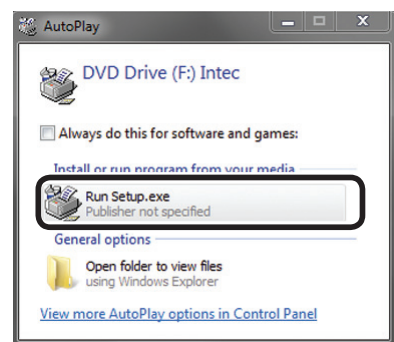 AutoPlay
DVD Drive (F:) Intec
Always do this for software and games:
Install or run program from your media
Run Setup.exe
Publisher not specified
General options
Open folder to view files
using Windows Explorer
View more AutoPlay options in Control Panel